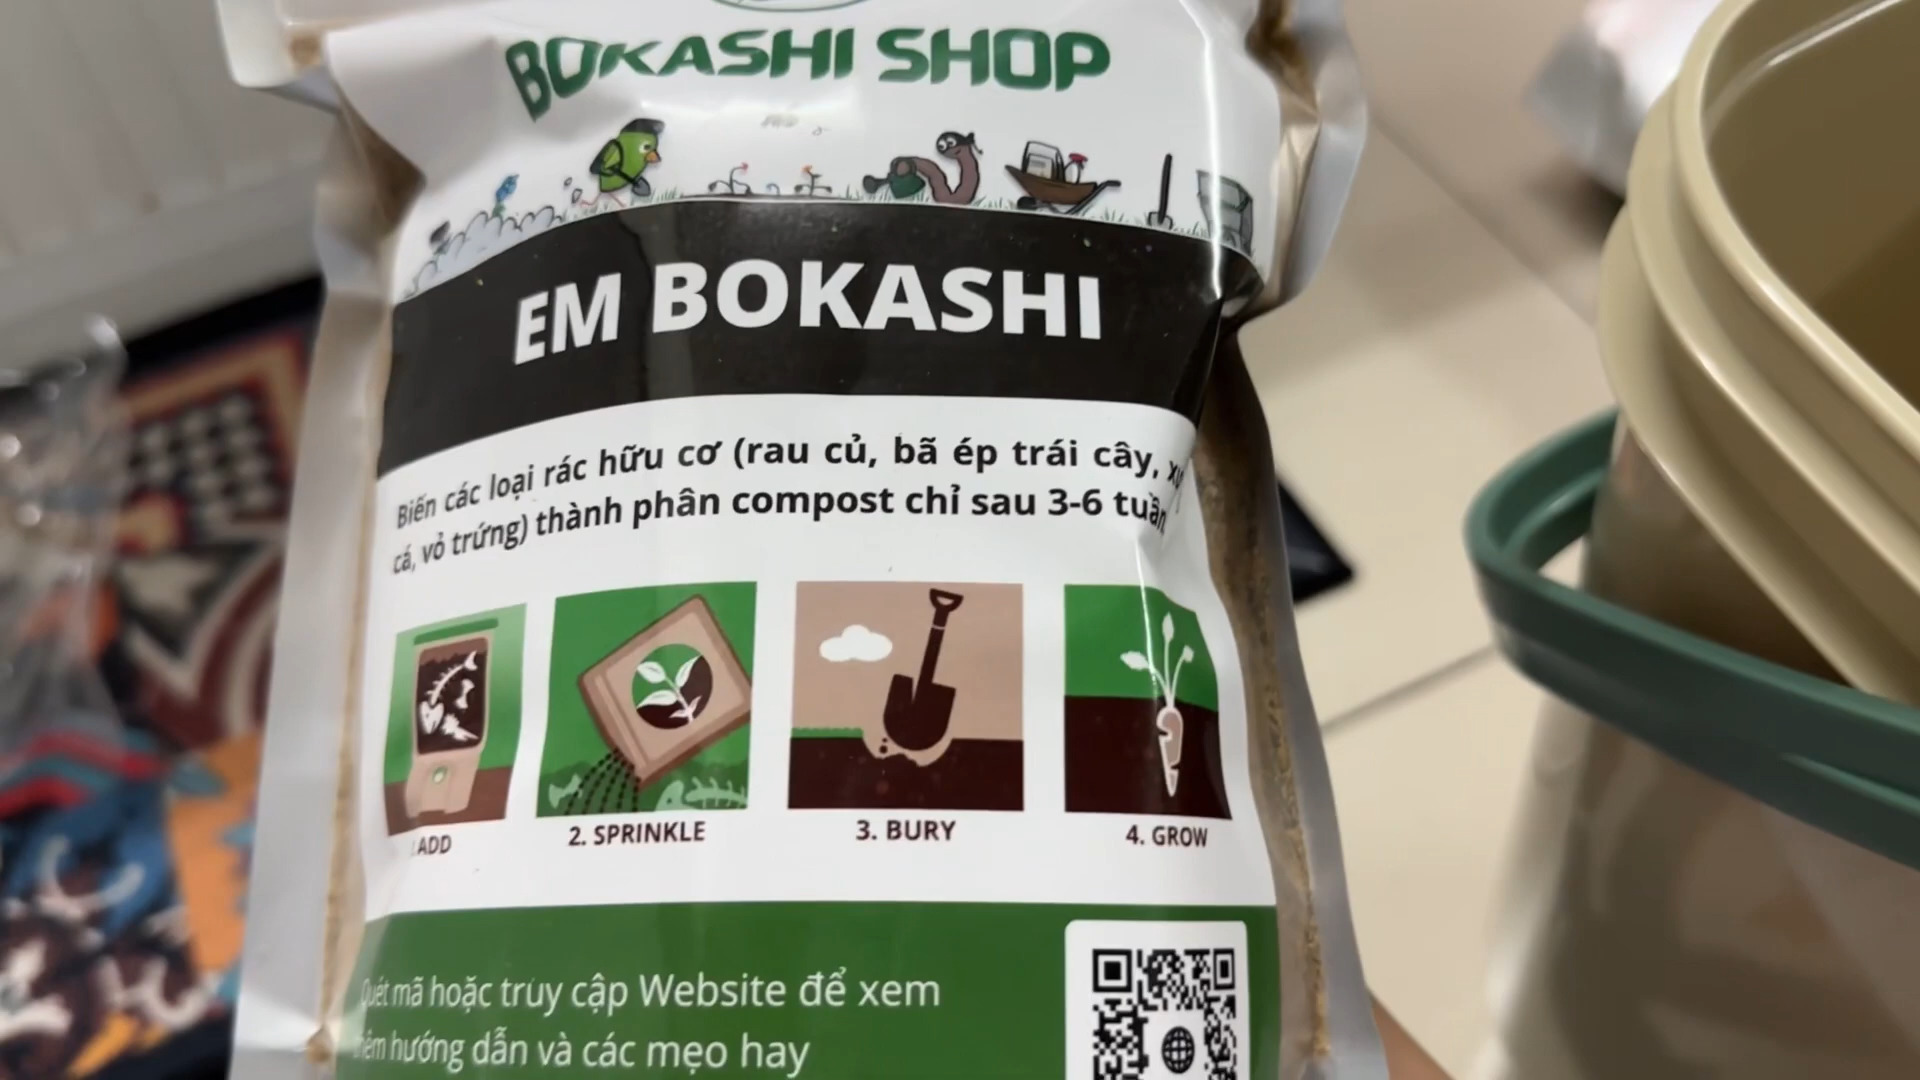 BOKASHI SHOP
EM BOKASHI
Biến các loại rác hữu cơ (rau củ, bã ép trái cây,
cá, vỏ trứng) thành phân compost chỉ sau 3-6 tuần
ADD
2. SPRINKLE
3. BURY
4. GROW
Quét mã hoặc truy cập Website để xem
thêm hướng dẫn và các mẹo hay